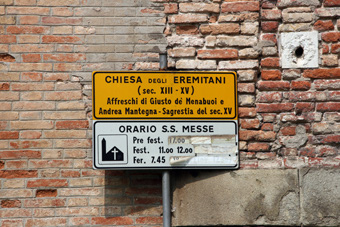 CHIESA DEGLI EREMITANI
(sec. XIII - XV)
Affreschi di Giusto de' Menabuoi e
Andrea Mantegna - Sagrestia del sec. XV
ORARIO S.S. MESSE
Pre fest.
Fest. 11.00 12.00
Fer. 7.45